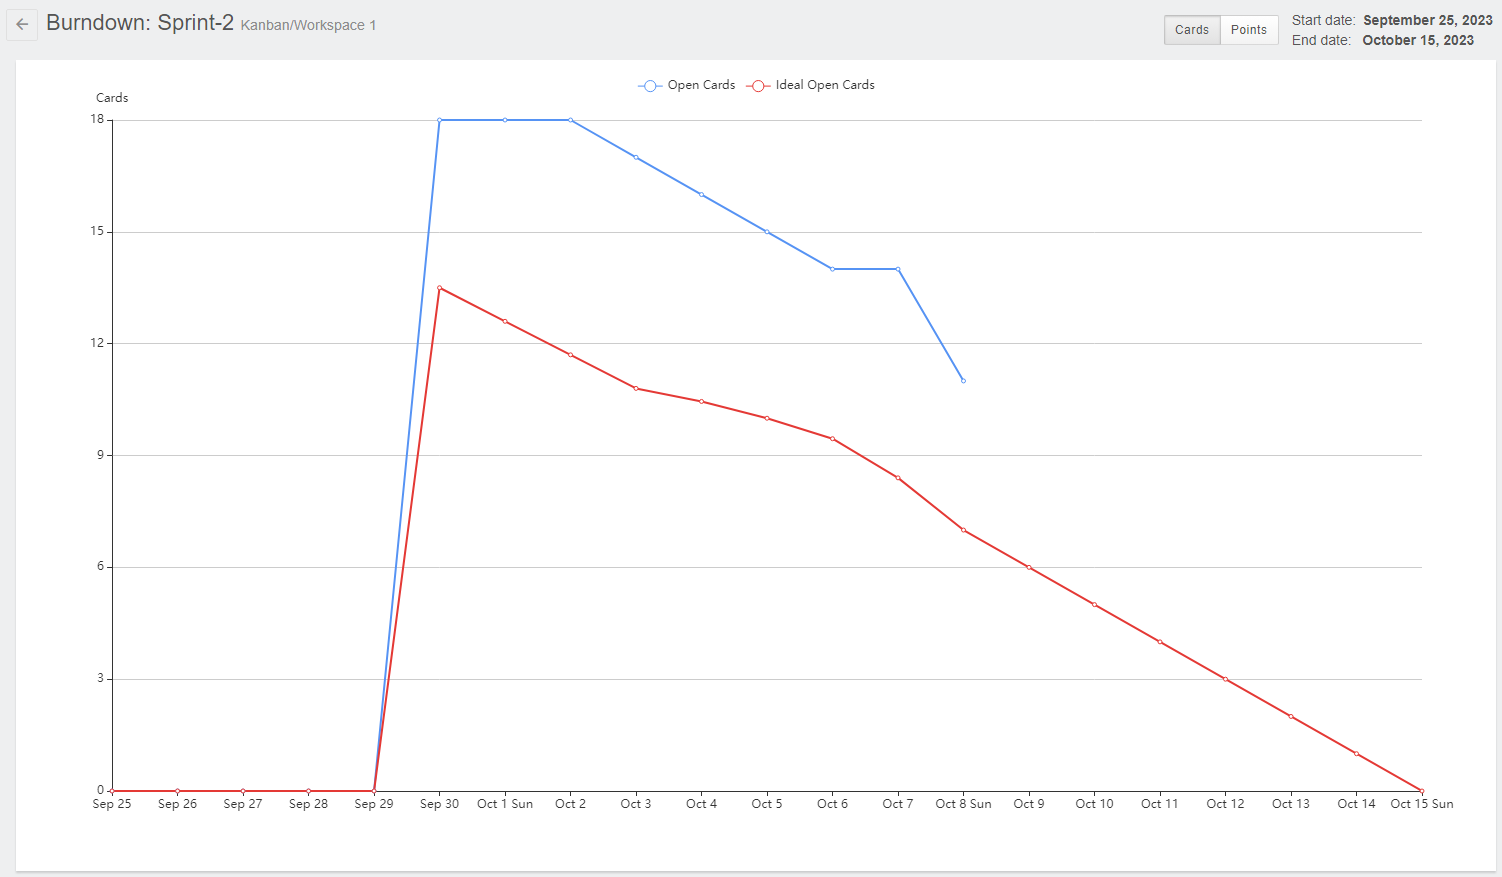 Burndown: Sprint-2 Kanban/Workspace 1
Cards Points
Start date: September 25, 2023
End date: October 15, 2023
Open Cards Ideal Open Cards
Cards
18
15
12
9
6
3
0
Sep 25 Sep 26 Sep 27 Sep 28 Sep 29 Sep 30 Oct 1 Sun Oct 2 Oct 3 Oct 4 Oct 5 Oct 6 Oct 7 Oct 8 Sun Oct 9 Oct 10 Oct 11 Oct 12 Oct 13 Oct 14 Oct 15 Sun